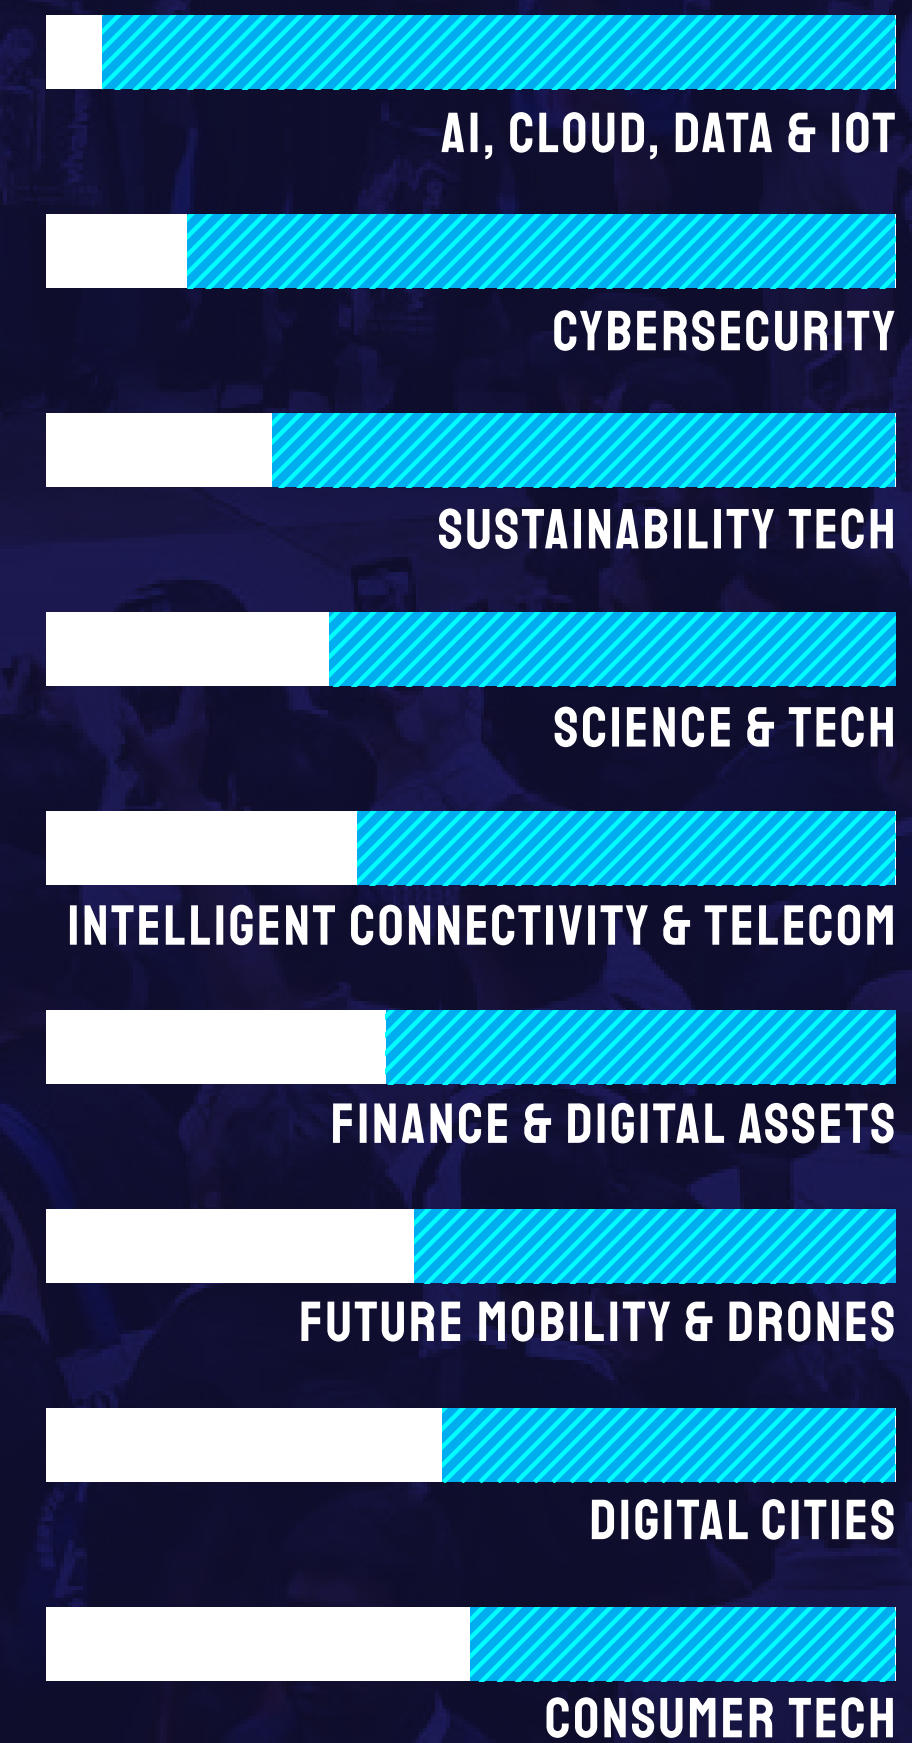 AI, CLOUD, DATA & IOT
CYBERSECURITY
SUSTAINABILITY TECH
SCIENCE & TECH
INTELLIGENT CONNECTIVITY & TELECOM
FINANCE & DIGITAL ASSETS
FUTURE MOBILITY & DRONES
DIGITAL CITIES
CONSUMER TECH